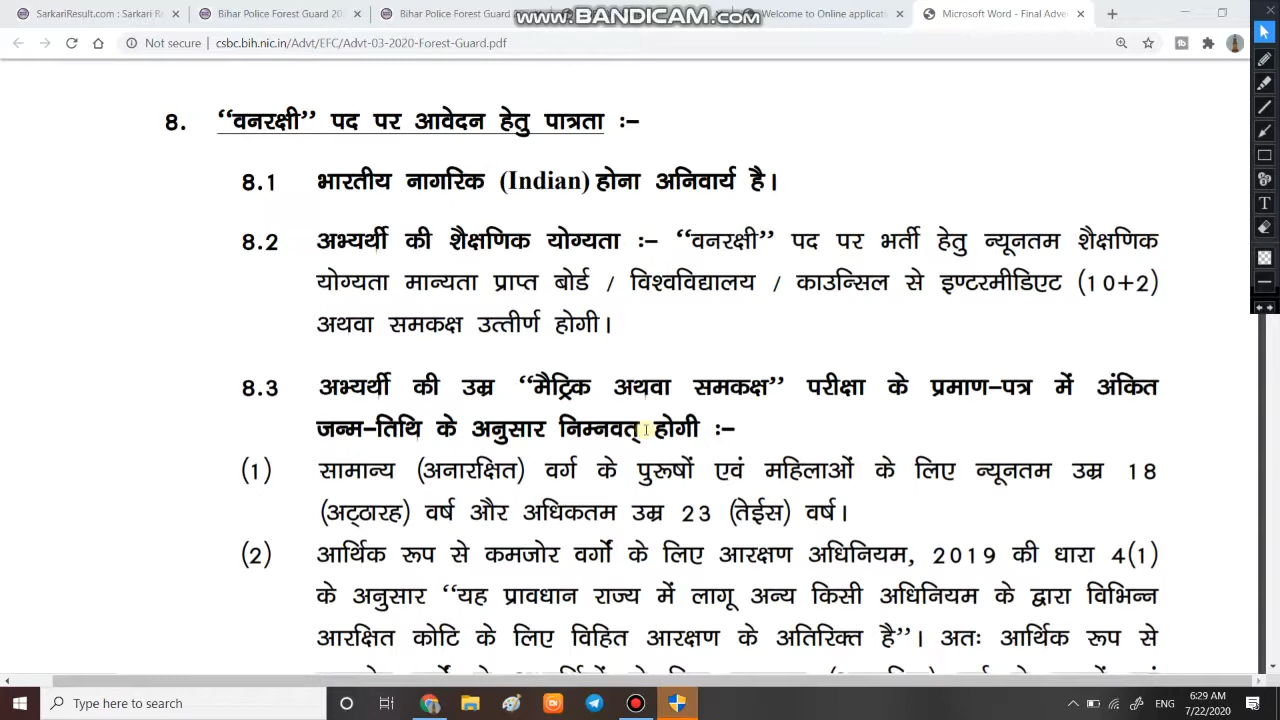 SarkariResult.com : Sarkari Re
Bihar Police Forest Guard 202
Bihar Police Forest Guard
Welcome to Online applicati
Microsoft Word - Final Adve
www.BANDICAM.com
Not secure | csbc.bih.nic.in/Advt/EFC/Advt-03-2020-Forest-Guard.pdf
8. “वनरक्षी” पद पर आवेदन हेतु पात्रता :–
8.1 भारतीय नागरिक (Indian) होना अनिवार्य है।
8.2 अभ्यर्थी की शैक्षणिक योग्यता :– “वनरक्षी” पद पर भर्ती हेतु न्यूनतम शैक्षणिक
योग्यता मान्यता प्राप्त बोर्ड / विश्वविद्यालय / काउन्सिल से इण्टरमीडिएट (10+2)
अथवा समकक्ष उत्तीर्ण होगी।
8.3 अभ्यर्थी की उम्र “मैट्रिक अथवा समकक्ष” परीक्षा के प्रमाण–पत्र में अंकित
जन्म–तिथि के अनुसार निम्नवत् होगी :–
(1) सामान्य (अनारक्षित) वर्ग के पुरूषों एवं महिलाओं के लिए न्यूनतम उम्र 18
(अट्ठारह) वर्ष और अधिकतम उम्र 23 (तेईस) वर्ष।
(2) आर्थिक रूप से कमजोर वर्गों के लिए आरक्षण अधिनियम, 2019 की धारा 4(1)
के अनुसार “यह प्रावधान राज्य में लागू अन्य किसी अधिनियम के द्वारा विभिन्न
आरक्षित कोटि के लिए विहित आरक्षण के अतिरिक्त है”। अतः आर्थिक रूप से
Type here to search
ENG
6:29 AM
7/22/2020